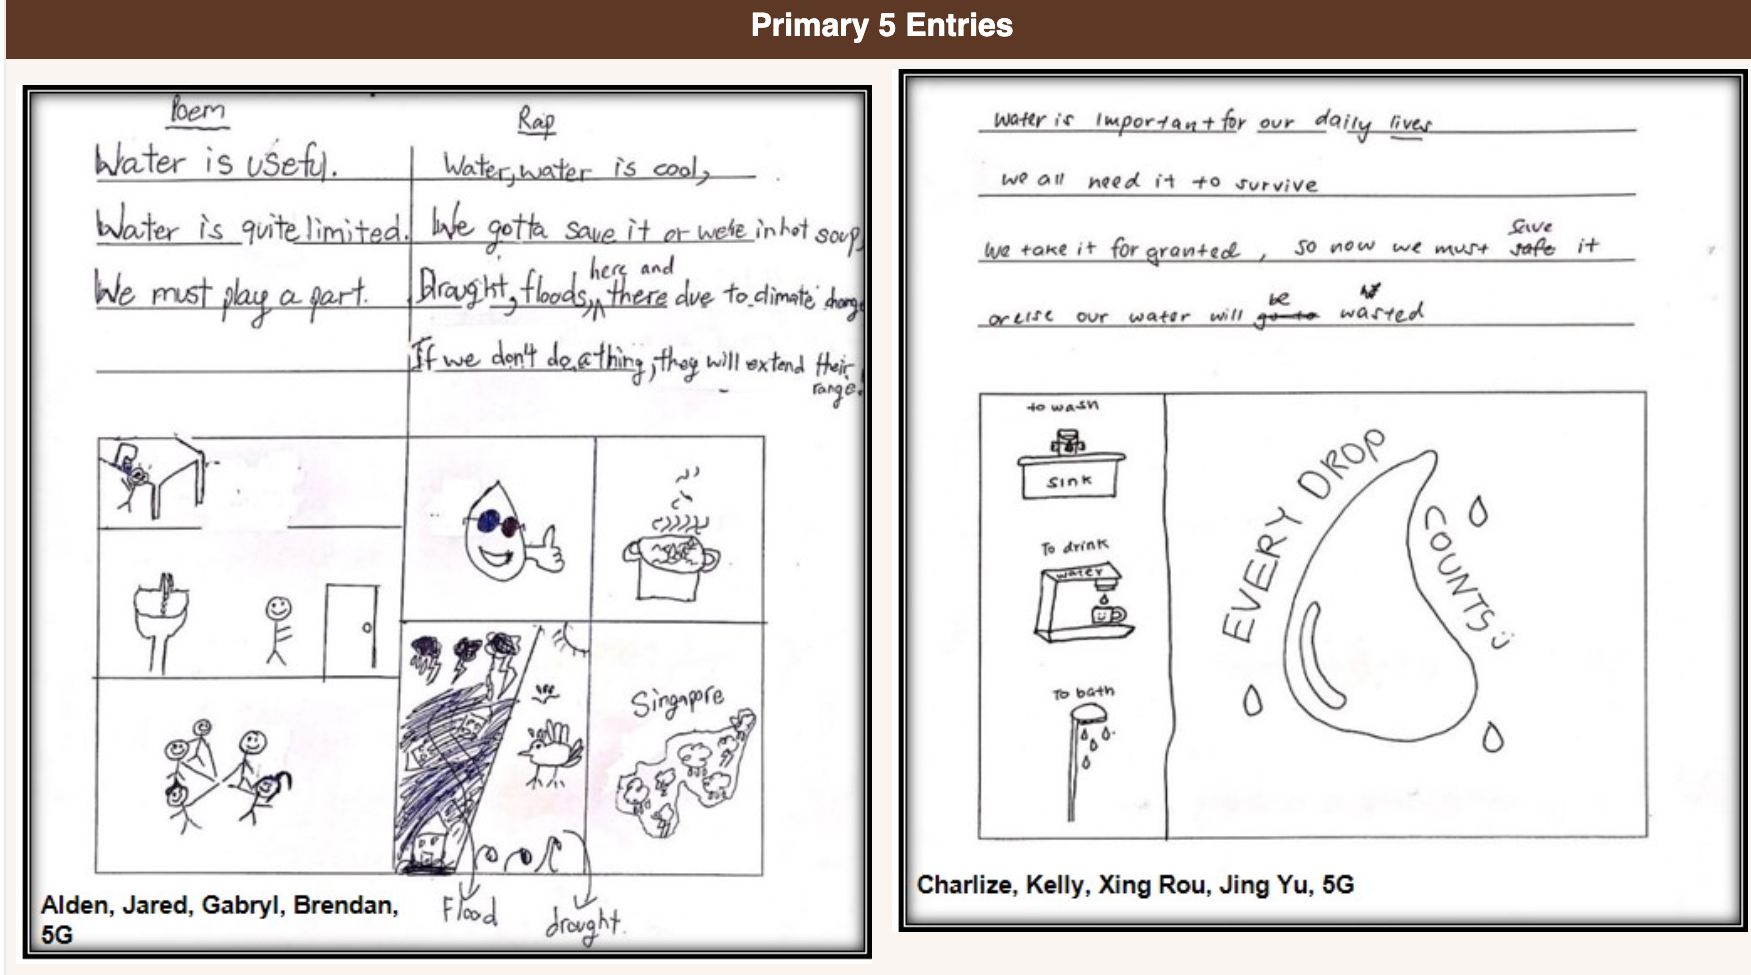 Primary 5 Entries
Poem
Water is useful.
Water is quite limited.
We must play a part.
Rap
Water, water is cool,
We gotta save it or we're in hot soup,
Drought, floods, here and there due to climate change
If we don't do a thing, they will extend their range!
Singapore
Flood
drought.
Alden, Jared, Gabryl, Brendan,
5G
Water is important for our daily lives
we all need it to survive
we take it for granted, so now we must safe save it
or else our water will go to be wasted
to wash
SINK
To drink
water
To bath
EVERY DROP COUNTS
Charlize, Kelly, Xing Rou, Jing Yu, 5G